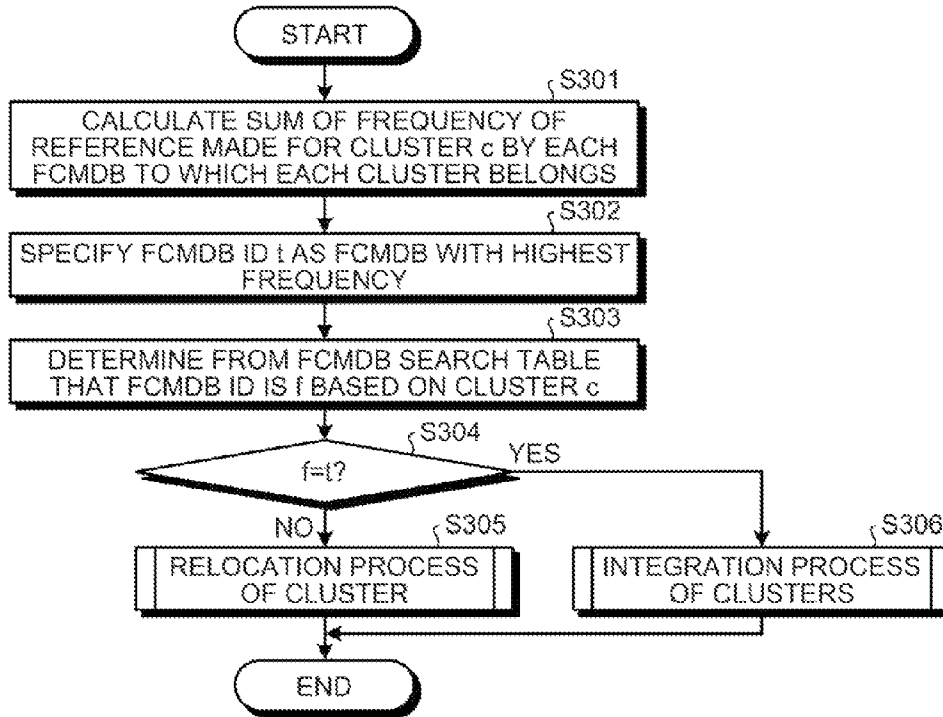 START
S301
CALCULATE SUM OF FREQUENCY OF
REFERENCE MADE FOR CLUSTER c BY EACH
FCMDB TO WHICH EACH CLUSTER BELONGS
S302
SPECIFY FCMDB ID t AS FCMDB WITH HIGHEST
FREQUENCY
S303
DETERMINE FROM FCMDB SEARCH TABLE
THAT FCMDB ID IS f BASED ON CLUSTER c
S304
f=t?
YES
NO
S305
RELOCATION PROCESS
OF CLUSTER
S306
INTEGRATION PROCESS
OF CLUSTERS
END